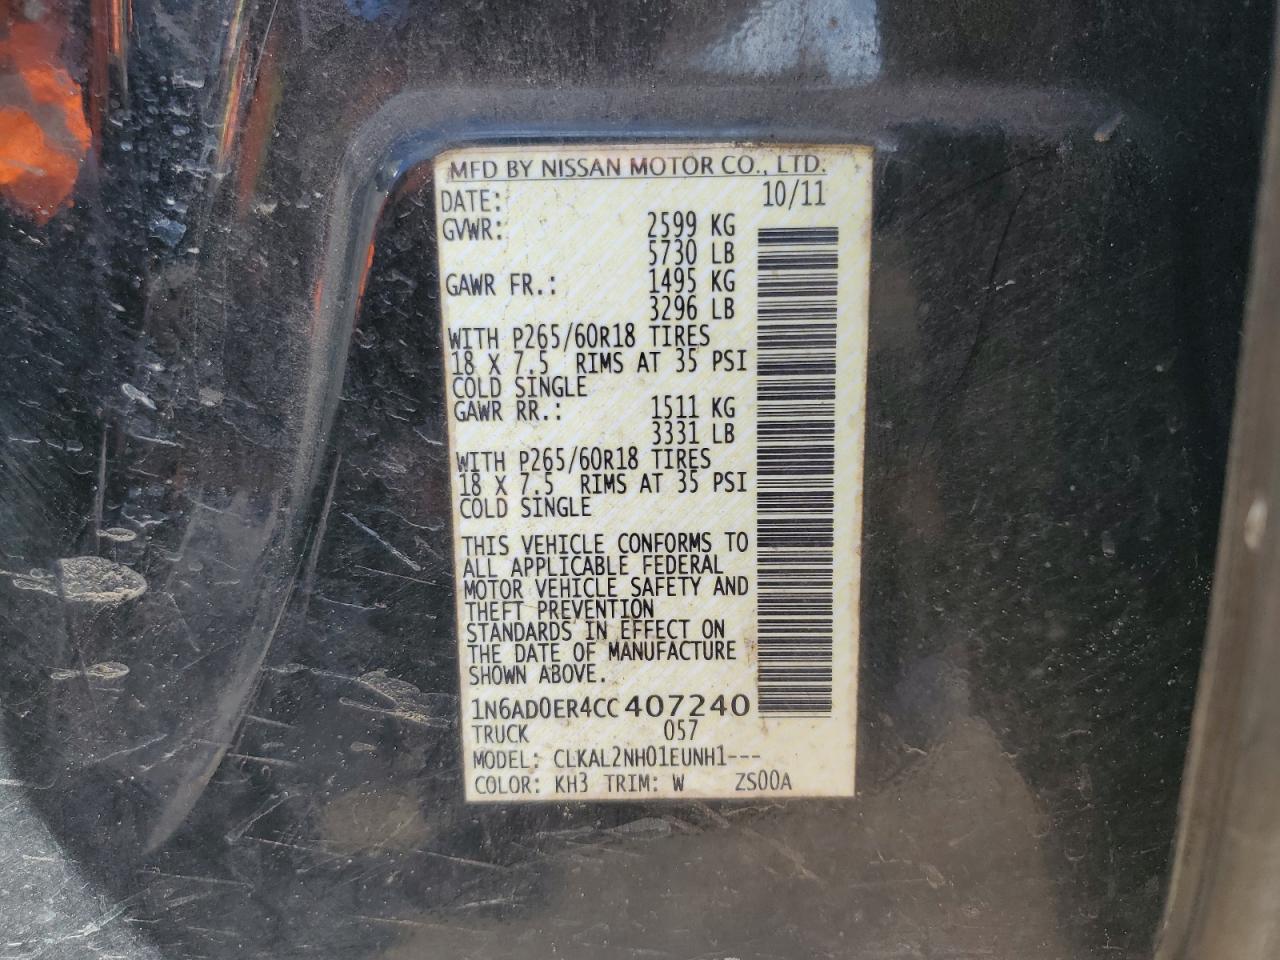 MFD BY NISSAN MOTOR CO., LTD.
DATE: 10/11
GVWR: 2599 KG
5730 LB
GAWR FR.: 1495 KG
3296 LB
WITH P265/60R18 TIRES
18 X 7.5 RIMS AT 35 PSI
COLD SINGLE
GAWR RR.: 1511 KG
3331 LB
WITH P265/60R18 TIRES
18 X 7.5 RIMS AT 35 PSI
COLD SINGLE
THIS VEHICLE CONFORMS TO
ALL APPLICABLE FEDERAL
MOTOR VEHICLE SAFETY AND
THEFT PREVENTION
STANDARDS IN EFFECT ON
THE DATE OF MANUFACTURE
SHOWN ABOVE.
1N6AD0ER4CC407240
TRUCK 057
MODEL: CLKAL2NH01EUNH1---
COLOR: KH3 TRIM: W ZS00A